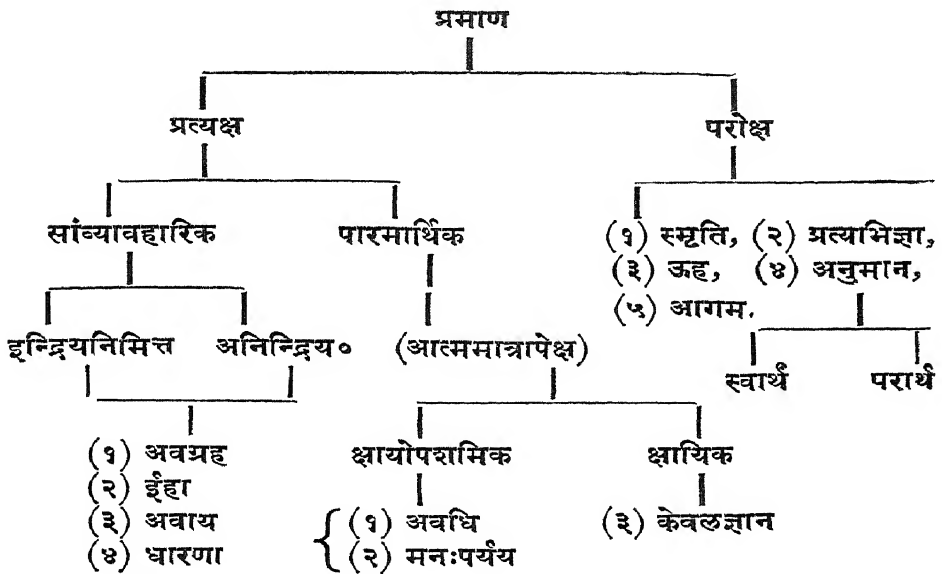 प्रमाण
प्रत्यक्ष परोक्ष
सांव्यावहारिक पारमार्थिक (१) स्मृति, (२) प्रत्याभिज्ञा,
(३) ऊह, (४) अनुमान,
(५) आगम.
इन्द्रियनिमित्त अनिन्द्रिय० (आत्ममात्रापेक्ष)
स्वार्थ परार्थ
(१) अवग्रह क्षायोपशमिक क्षायिक
(२) ईहा
(३) अवाय (१) अवधि (३) केवलज्ञान
(४) धारणा (२) मनःपर्यय